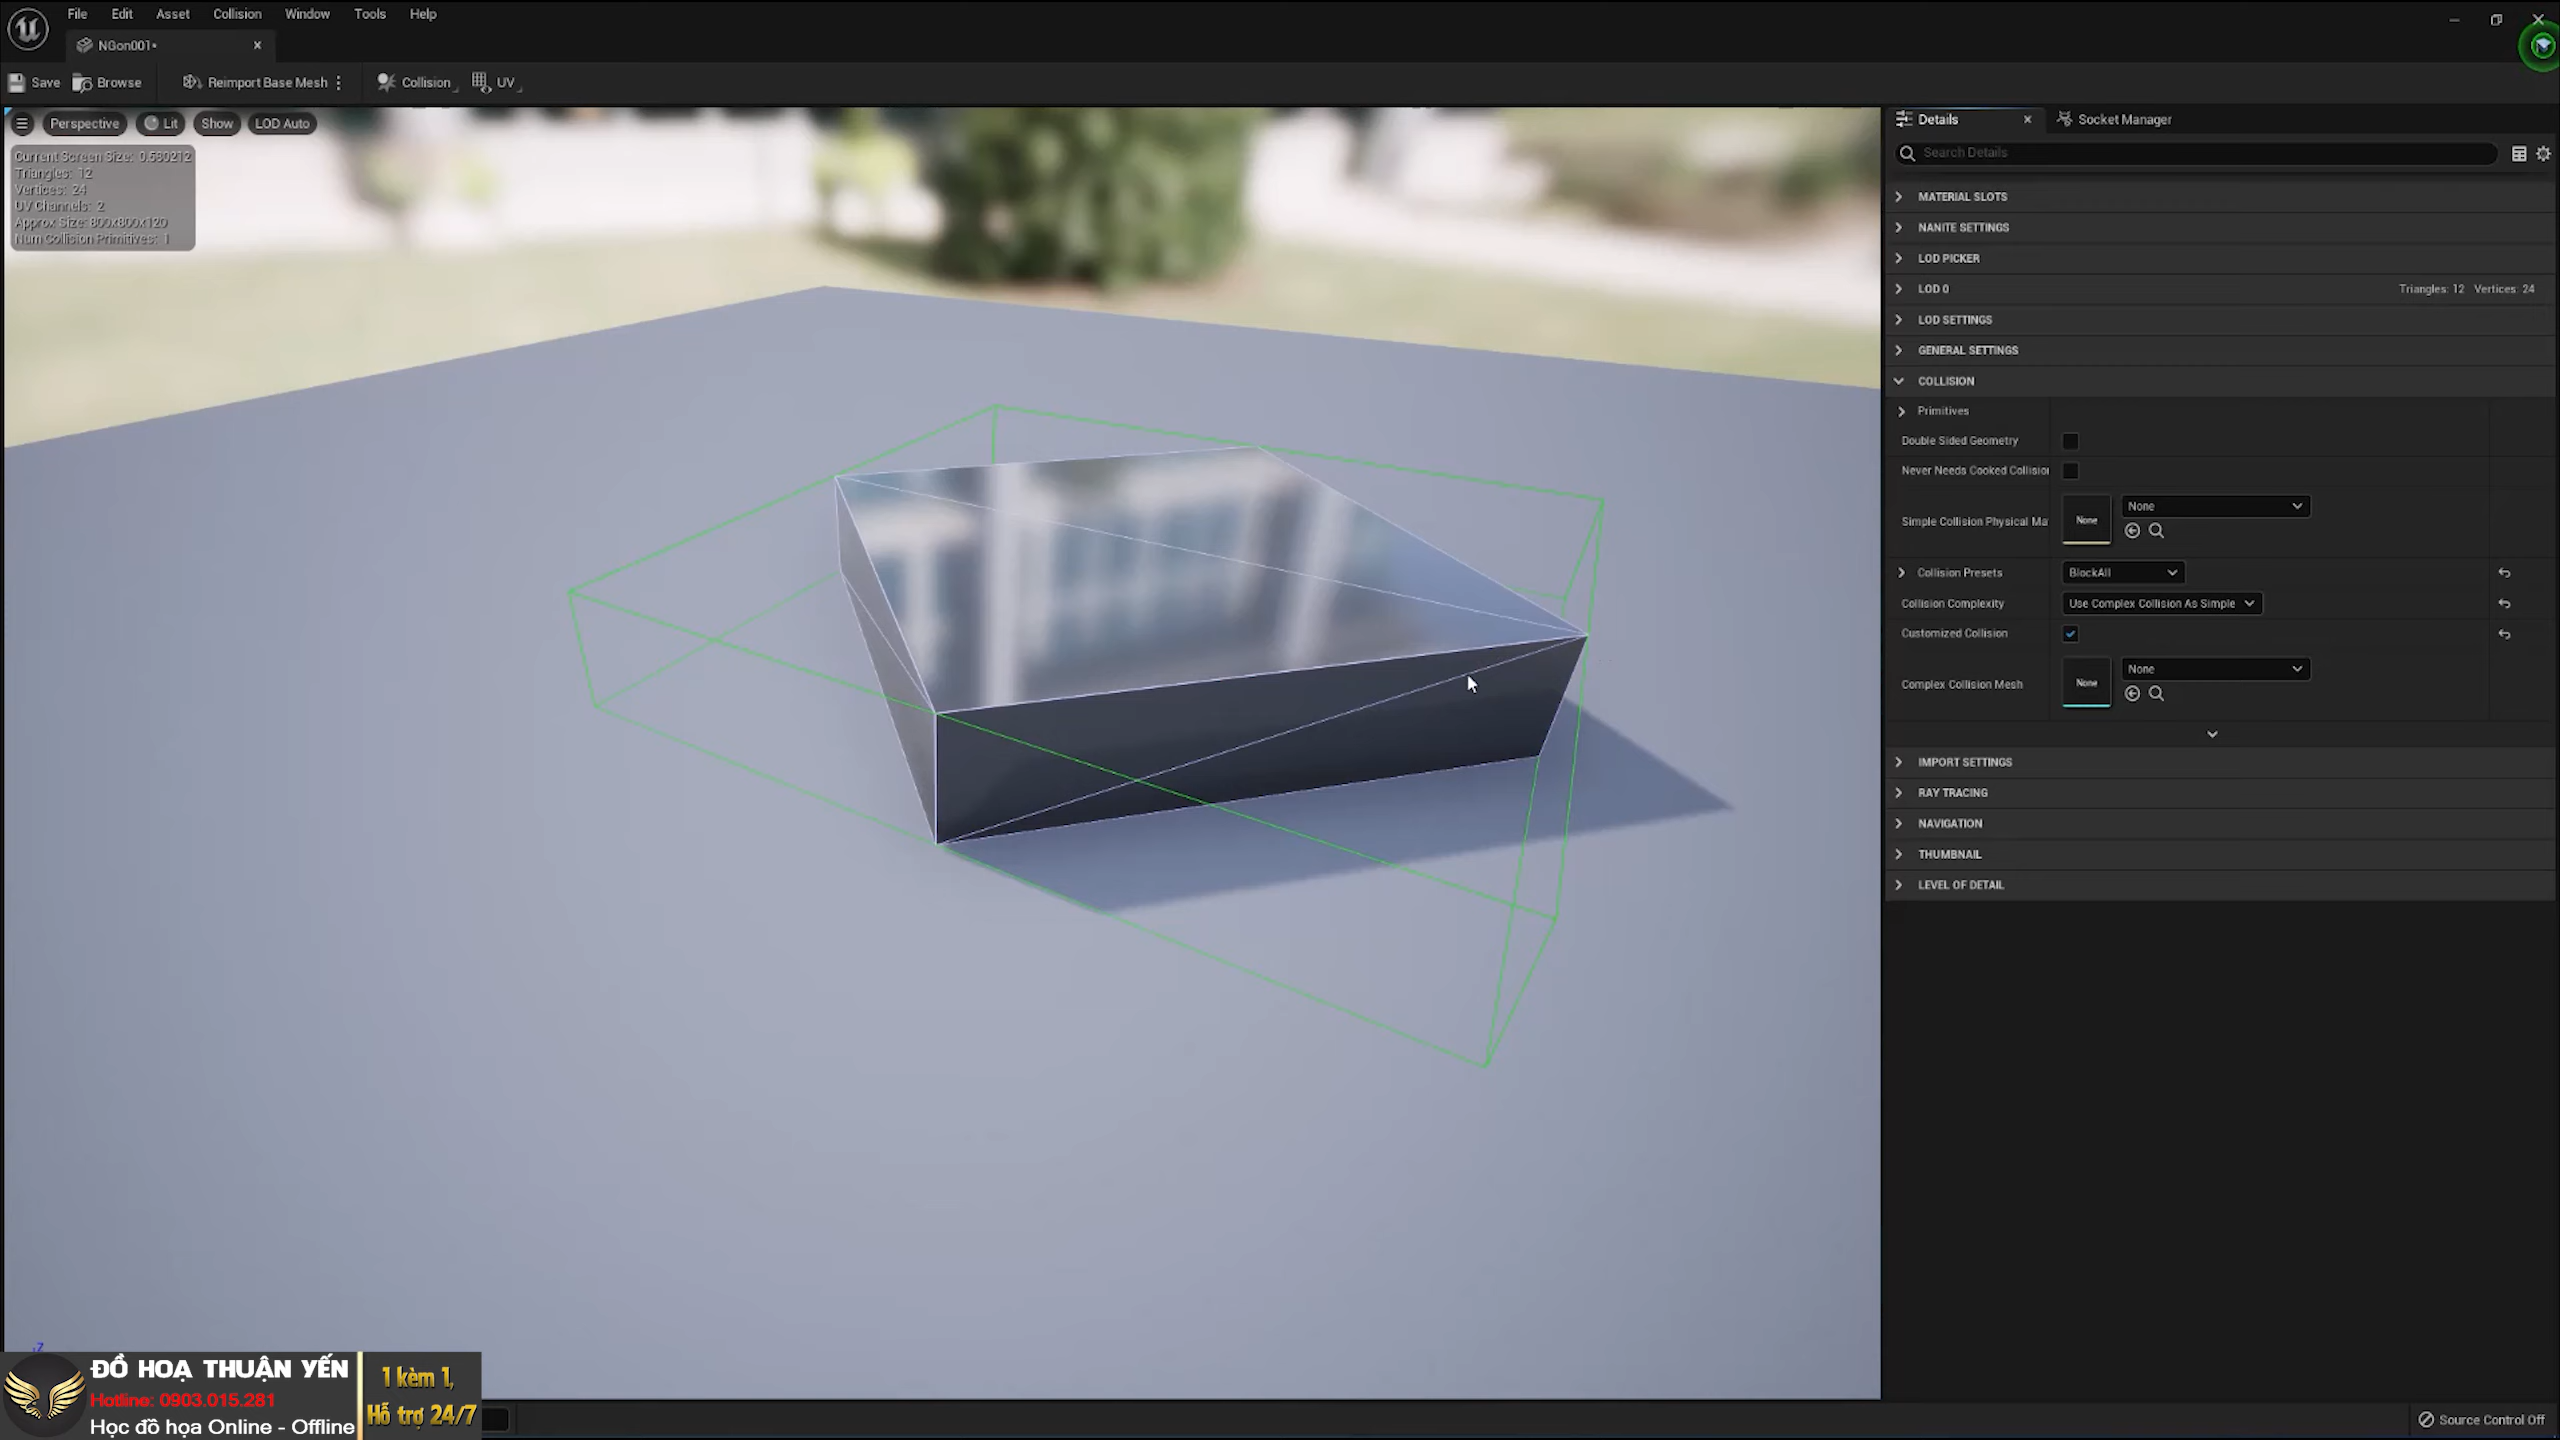 File Edit Asset Collision Window Tools Help
NGon001•
Save Browse Reimport Base Mesh Collision UV
Perspective Lit Show LOD Auto
Current Screen Size: 0.530212
Triangles: 12
Vertices: 24
UV Channels: 2
Approx Size: 800x800x120
Num Collision Primitives: 1
Z
Details Socket Manager
Search Details
MATERIAL SLOTS
NANITE SETTINGS
LOD PICKER
LOD 0 Triangles: 12 Vertices: 24
LOD SETTINGS
GENERAL SETTINGS
COLLISION
Primitives
Double Sided Geometry
Never Needs Cooked Collision
None
Simple Collision Physical Ma None
Collision Presets BlockAll
Collision Complexity Use Complex Collision As Simple
Customized Collision
None
Complex Collision Mesh None
IMPORT SETTINGS
RAY TRACING
NAVIGATION
THUMBNAIL
LEVEL OF DETAIL
ĐỒ HOẠ THUẬN YẾN
Hotline: 0903.015.281
Học đồ họa Online - Offline
1 kèm 1,
Hỗ trợ 24/7
Source Control Off